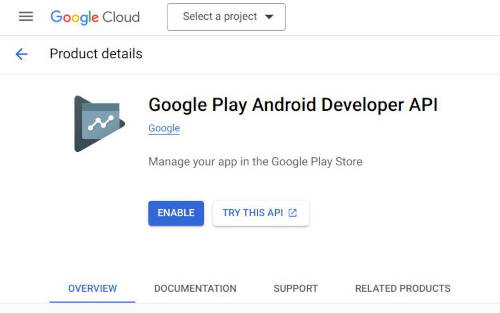 Google Cloud
Select a project
Product details
Google Play Android Developer API
Google
Manage your app in the Google Play Store
ENABLE
TRY THIS API
OVERVIEW DOCUMENTATION SUPPORT RELATED PRODUCTS